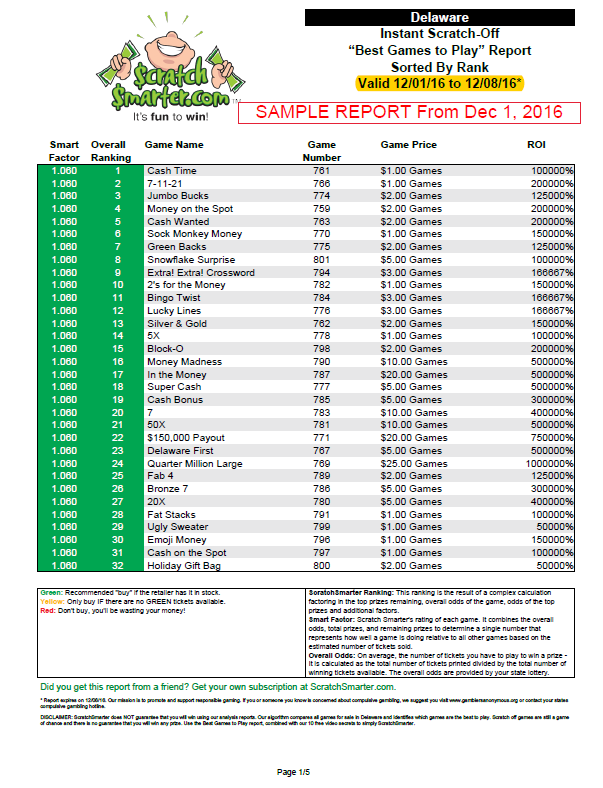 Delaware
Instant Scratch-Off
“Best Games to Play” Report
Sorted By Rank
Valid 12/01/16 to 12/08/16*
Scratch
Smarter.com™
It's fun to win!
SAMPLE REPORT From Dec 1, 2016
Smart Factor Overall Ranking Game Name Game Number Game Price ROI
1.060 1 Cash Time 761 $1.00 Games 100000%
1.060 2 7-11-21 766 $1.00 Games 200000%
1.060 3 Jumbo Bucks 774 $2.00 Games 125000%
1.060 4 Money on the Spot 759 $2.00 Games 200000%
1.060 5 Cash Wanted 763 $2.00 Games 200000%
1.060 6 Sock Monkey Money 770 $1.00 Games 150000%
1.060 7 Green Backs 775 $2.00 Games 125000%
1.060 8 Snowflake Surprise 801 $5.00 Games 100000%
1.060 9 Extra! Extra! Crossword 794 $3.00 Games 166667%
1.060 10 2's for the Money 782 $1.00 Games 150000%
1.060 11 Bingo Twist 784 $3.00 Games 166667%
1.060 12 Lucky Lines 776 $3.00 Games 166667%
1.060 13 Silver & Gold 762 $2.00 Games 150000%
1.060 14 5X 778 $1.00 Games 100000%
1.060 15 Block-O 798 $2.00 Games 200000%
1.060 16 Money Madness 790 $10.00 Games 500000%
1.060 17 In the Money 787 $20.00 Games 500000%
1.060 18 Super Cash 777 $5.00 Games 500000%
1.060 19 Cash Bonus 785 $5.00 Games 300000%
1.060 20 7 783 $10.00 Games 400000%
1.060 21 50X 781 $10.00 Games 500000%
1.060 22 $150,000 Payout 771 $20.00 Games 750000%
1.060 23 Delaware First 767 $5.00 Games 500000%
1.060 24 Quarter Million Large 769 $25.00 Games 1000000%
1.060 25 Fab 4 789 $2.00 Games 125000%
1.060 26 Bronze 7 786 $5.00 Games 300000%
1.060 27 20X 780 $5.00 Games 400000%
1.060 28 Fat Stacks 791 $1.00 Games 100000%
1.060 29 Ugly Sweater 799 $1.00 Games 50000%
1.060 30 Emoji Money 796 $1.00 Games 150000%
1.060 31 Cash on the Spot 797 $1.00 Games 100000%
1.060 32 Holiday Gift Bag 800 $2.00 Games 50000%
Green: Recommended "buy" if the retailer has it in stock.
Yellow: Only buy IF there are no GREEN tickets available.
Red: Don't buy, you'll be wasting your money!
ScratchSmarter Ranking: This ranking is the result of a complex calculation
factoring in the top prizes remaining, overall odds of the game, odds of the top
prizes and additional factors.
Smart Factor: Scratch Smarter's rating of each game. It combines the overall
odds, total prizes, and remaining prizes to determine a single number that
represents how well a game is doing relative to all other games based on the
estimated number of tickets sold.
Overall Odds: On average, the number of tickets you have to play to win a prize -
it is calculated as the total number of tickets printed divided by the total number of
winning tickets available. The overall odds are provided by your state lottery.
Did you get this report from a friend? Get your own subscription at ScratchSmarter.com.
* Report expires on 12/08/16. Our mission is to promote and support responsible gaming. If you or someone you know is concerned about compulsive gambling, we suggest you visit www.gamblersanonymous.org or contact your states
compulsive gambling hotline.
DISCLAIMER: ScratchSmarter does NOT guarantee that you will win using our analysis reports. Our algorithm compares all games for sale in Delaware and identifies which games are the best to play. Scratch off games are still a game
of chance and there is no guarantee that you will win any prize. Use the Best Games to Play report, combined with our 10 free video secrets to simply ScratchSmarter.
Page 1/5